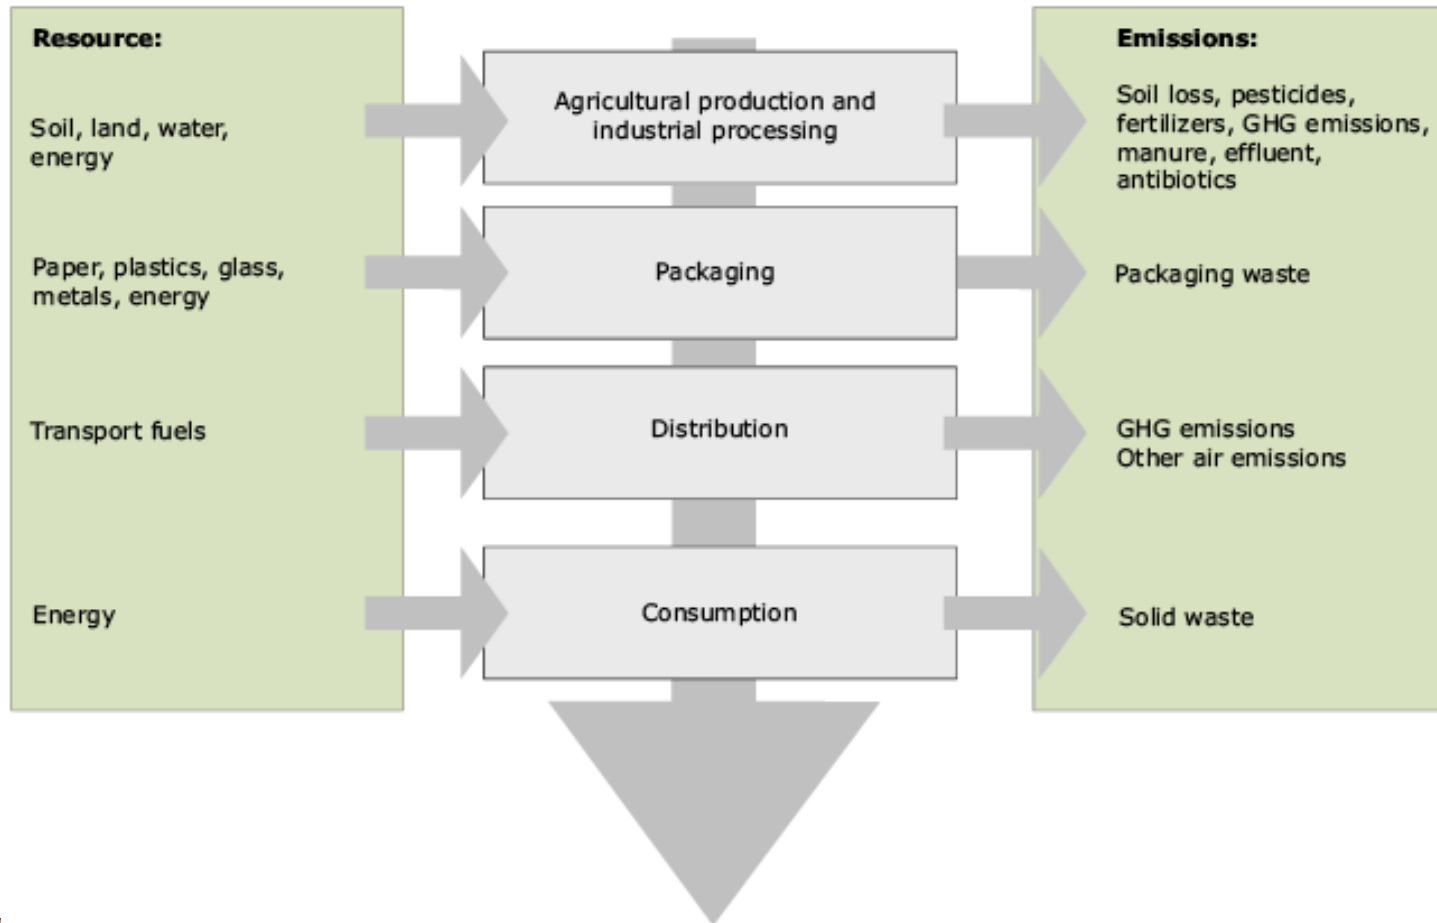 Resource:
Soil, land, water,
energy
Paper, plastics, glass,
metals, energy
Transport fuels
Energy
Agricultural production and
industrial processing
Packaging
Distribution
Consumption
Emissions:
Soil loss, pesticides,
fertilizers, GHG emissions,
manure, effluent,
antibiotics
Packaging waste
GHG emissions
Other air emissions
Solid waste